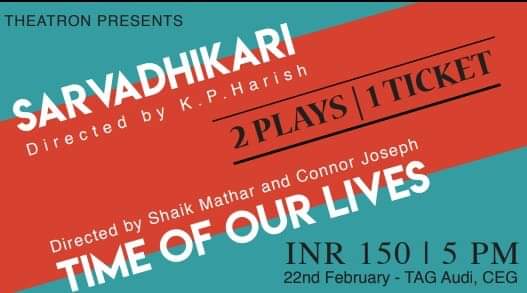 THEATRON PRESENTS
SARVADHIKARI
Directed by K.P.Harish
2 PLAYS | 1 TICKET
Directed by Shaik Mathar and Connor Joseph
TIME OF OUR LIVES
INR 150 | 5 PM
22nd February - TAG Audi, CEG